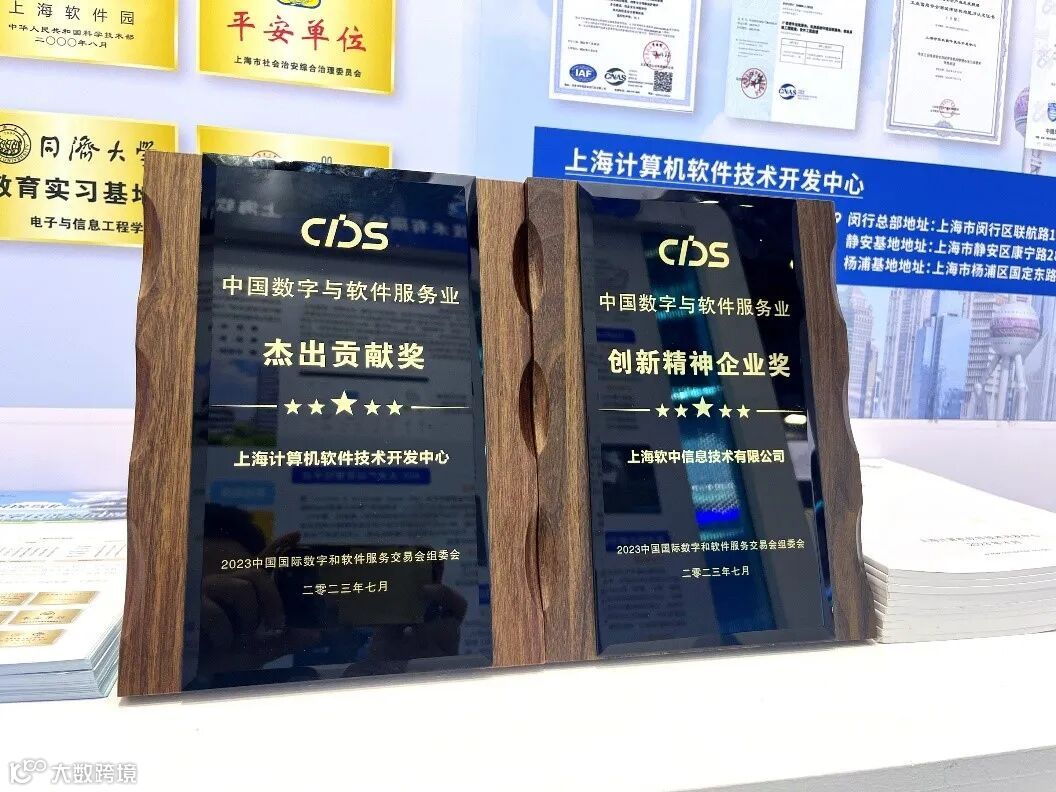 上海软件园
中华人民共和国科学技术部
二〇〇〇年八月
平安单位
上海市社会治安综合治理委员会
IAF
CNAS
CNAS
同濟大学
教育实习基地
电子与信息工程学
上海计算机软件技术开发中心
闵行总部地址:上海市闵行区联航路1
静安基地地址:上海市静安区康宁路28
杨浦基地地址:上海市杨浦区国定东路
CIDS
中国数字与软件服务业
杰出贡献奖
上海计算机软件技术开发中心
2023中国国际数字和软件服务交易会组委会
二零二三年七月
CIDS
中国数字与软件服务业
创新精神企业奖
上海软中信息技术有限公司
2023中国国际数字和软件服务交易会组委会
二零二三年七月
大数跨境